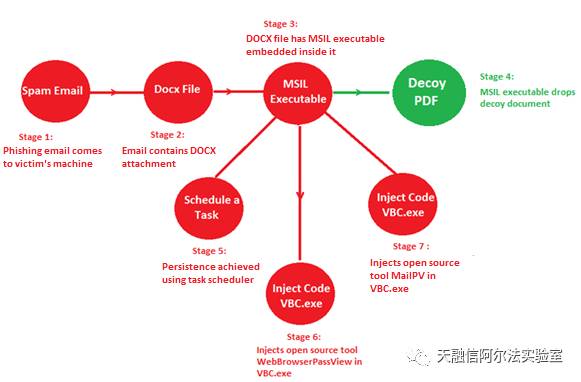 Stage 3:
DOCX file has MSIL executable
embedded inside it
Spam Email
Docx File
MSIL
Executable
Decoy
PDF
Stage 4:
MSIL executable drops
decoy document
Stage 1:
Phishing email comes
to victim's machine
Stage 2:
Email contains DOCX
attachment
Schedule a
Task
Inject Code
VBC.exe
Stage 5:
Persistence achieved
using task scheduler
Stage 7 :
Injects open source
tool MailPV in
VBC.exe
Inject Code
VBC.exe
Stage 6:
Injects open source tool
WebBrowserPassView in
VBC.exe
天融信阿尔法实验室